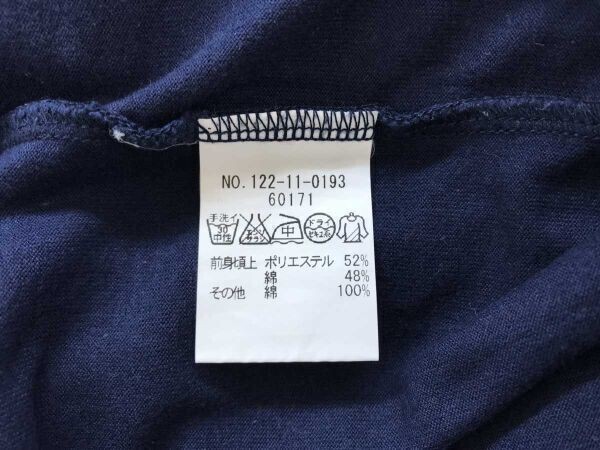 NO. 122-11-0193
60171
手洗イ 30 中性 エンソ サラシ 中 ドライ セキユ系
前身頃上 ポリエステル 52%
綿 48%
その他 綿 100%